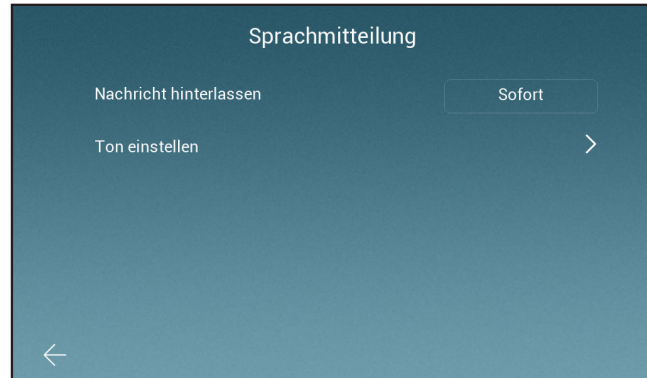 Sprachmitteilung
Nachricht hinterlassen Sofort
Ton einstellen